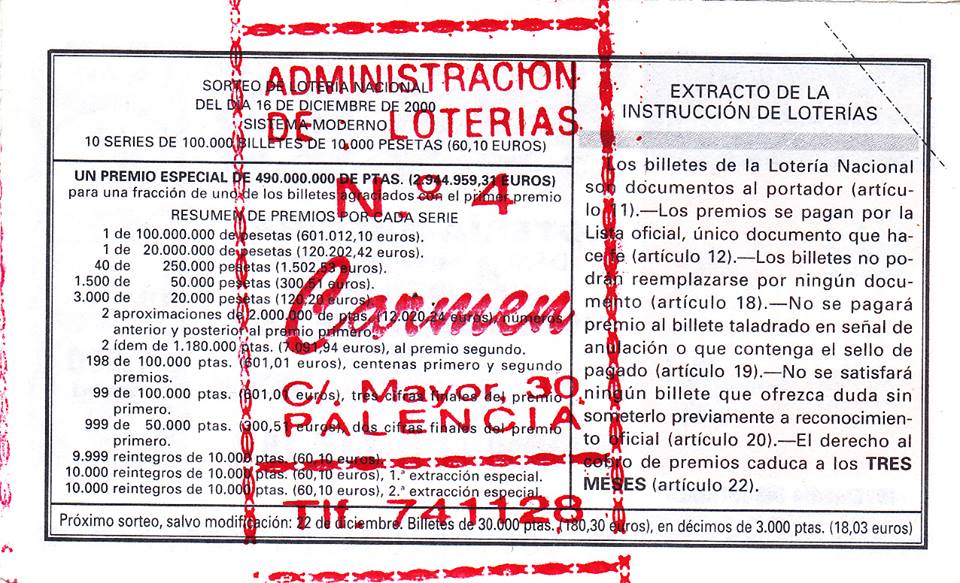 SORTEO DE LOTERIA NACIONAL
DEL DIA 16 DE DICIEMBRE DE 2000
SISTEMA MODERNO
10 SERIES DE 100.000 BILLETES DE 10.000 PESETAS (60,10 EUROS)
UN PREMIO ESPECIAL DE 490.000.000 DE PTAS. (2.944.959,31 EUROS)
para una fracción de uno de los billetes agraciados con el primer premio
RESUMEN DE PREMIOS POR CADA SERIE
1 de 100.000.000 de pesetas (601.012,10 euros).
1 de 20.000.000 de pesetas (120.202,42 euros).
40 de 250.000 pesetas (1.502,53 euros).
1.500 de 50.000 pesetas (300,51 euros).
3.000 de 20.000 pesetas (120,20 euros).
2 aproximaciones de 2.000.000 de ptas. (12.020,24 euros), números
anterior y posterior al premio primero.
2 ídem de 1.180.000 ptas. (7.091,94 euros), al premio segundo.
198 de 100.000 ptas. (601,01 euros), centenas primero y segundo
premios.
99 de 100.000 ptas. (601,01 euros), tres cifras finales del premio
primero.
999 de 50.000 ptas. (300,51 euros), dos cifras finales del premio
primero.
9.999 reintegros de 10.000 ptas. (60,10 euros).
10.000 reintegros de 10.000 ptas. (60,10 euros), 1.ª extracción especial.
10.000 reintegros de 10.000 ptas. (60,10 euros), 2.ª extracción especial.
EXTRACTO DE LA
INSTRUCCIÓN DE LOTERÍAS
Los billetes de la Lotería Nacional
son documentos al portador (artícu-
lo 11).—Los premios se pagan por la
Lista oficial, único documento que ha-
ce fe (artículo 12).—Los billetes no po-
drán reemplazarse por ningún docu-
mento (artículo 18).—No se pagará
premio al billete taladrado en señal de
anulación o que contenga el sello de
pagado (artículo 19).—No se satisfará
ningún billete que ofrezca duda sin
someterlo previamente a reconocimien-
to oficial (artículo 20).—El derecho al
cobro de premios caduca a los TRES
MESES (artículo 22).
Próximo sorteo, salvo modificación: 22 de diciembre. Billetes de 30.000 ptas. (180,30 euros), en décimos de 3.000 ptas. (18,03 euros)
ADMINISTRACION
DE LOTERIAS
N.º 4
Carmen
C/. Mayor, 30
PALENCIA
Tlf. 741128